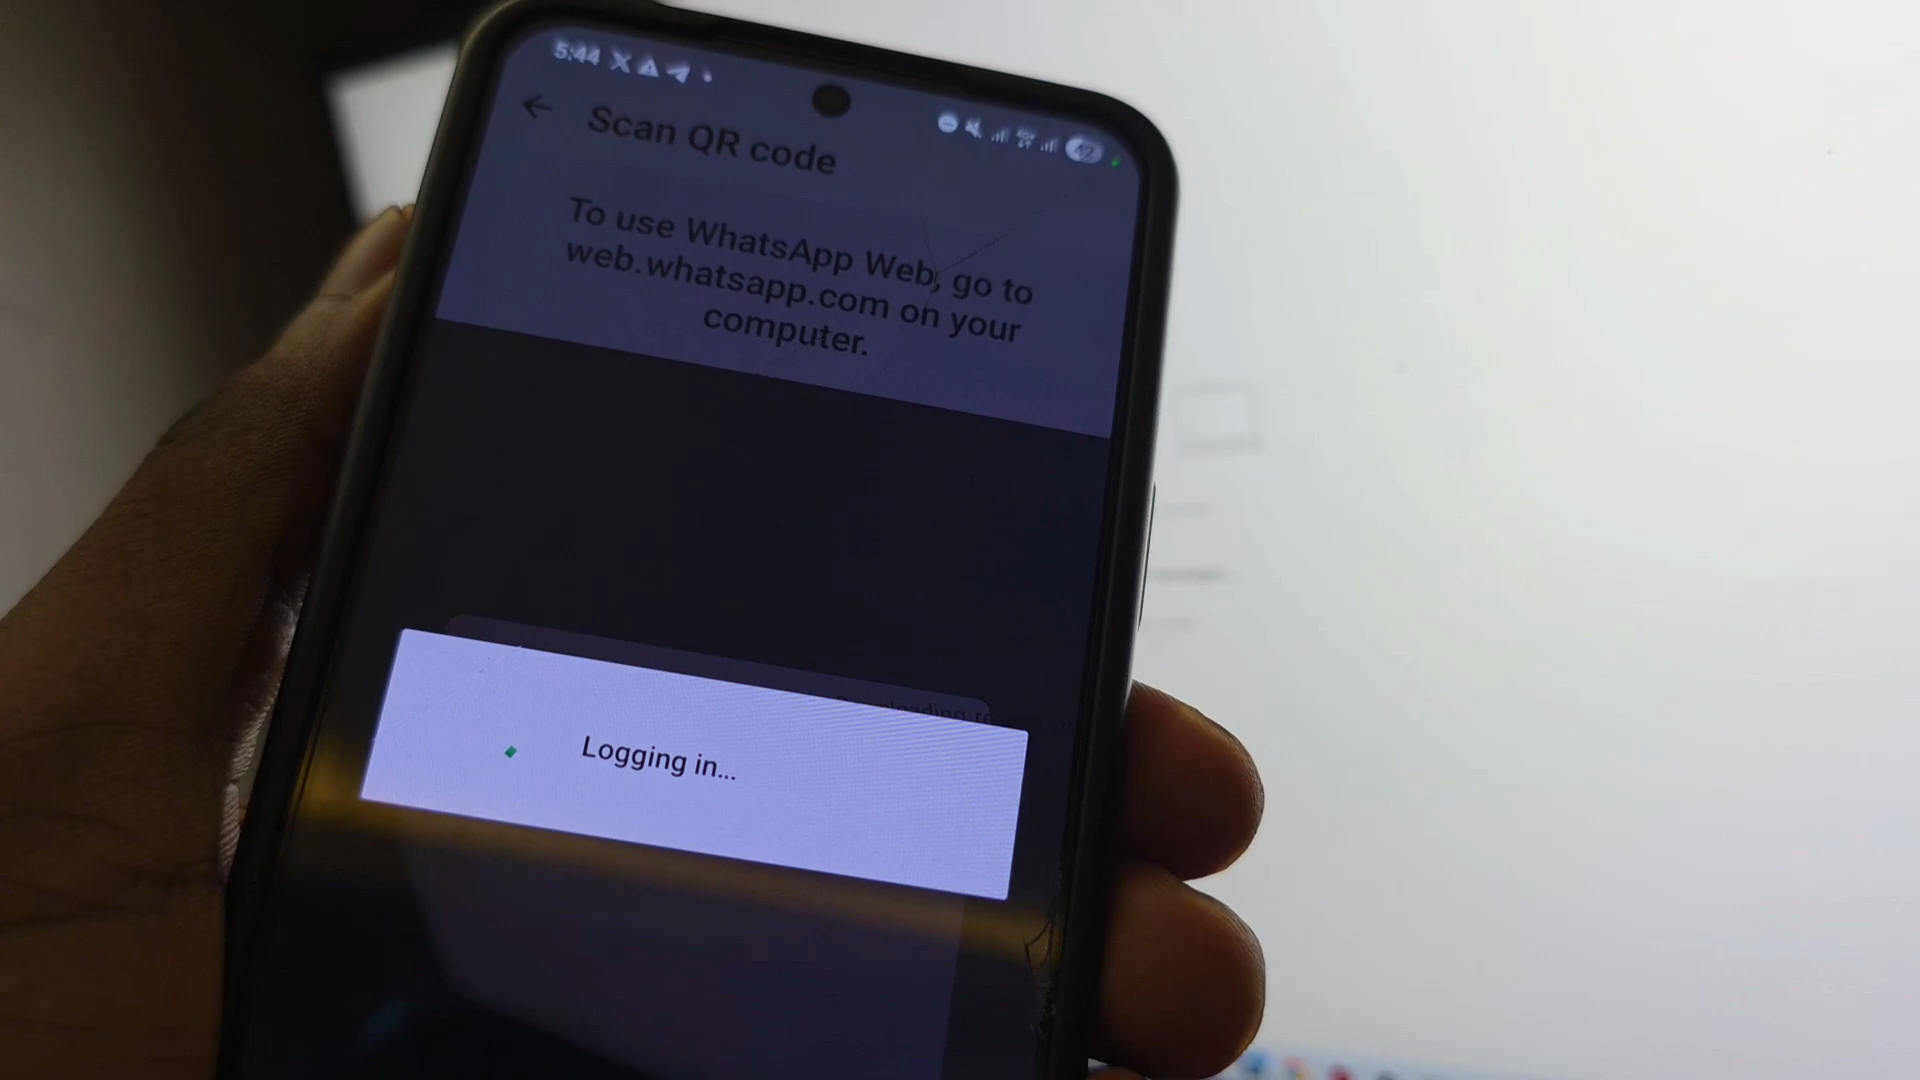 5:44
Scan QR code
To use WhatsApp Web, go to
web.whatsapp.com on your
computer.
Logging in...
42